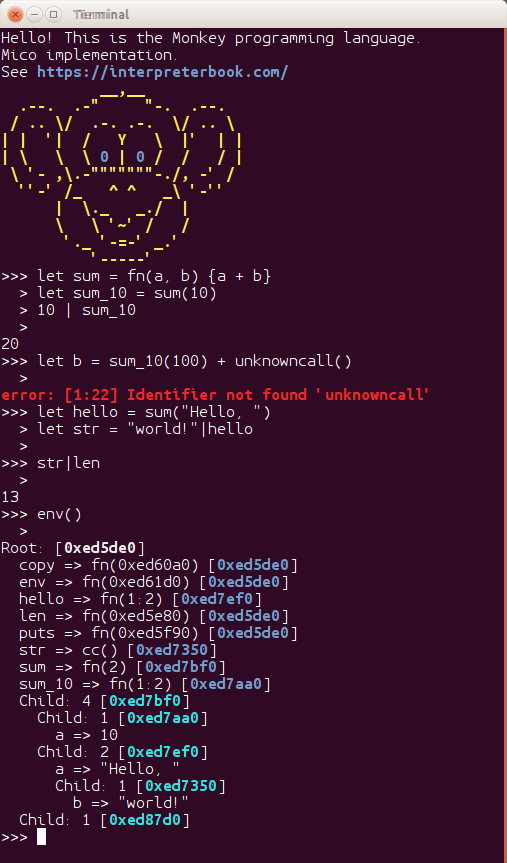 Terminal
Hello! This is the Monkey programming language.
Mico implementation.
See https://interpreterbook.com/
           __,__
  .--.  .-"     "-.  .--.
 / .. \/  .-. .-.  \/ .. \
| |  '|  /   Y   \  |'  | |
| \   \  \ 0 | 0 /  /   / |
 \ '- ,\.-"""""""-./, -' /
  ''-' /_   ^ ^   _\ '-''
      |  \._   _./  |
      \   \ '~' /   /
       '._ '-=-' _.'
          '-----'
>>> let sum = fn(a, b) {a + b}
  > let sum_10 = sum(10)
  > 10 | sum_10
  >
20
>>> let b = sum_10(100) + unknowncall()
  >
error: [1:22] Identifier not found 'unknowncall'
>>> let hello = sum("Hello, ")
  > let str = "world!"|hello
  >
>>> str|len
  >
13
>>> env()
  >
Root: [0xed5de0]
  copy => fn(0xed60a0) [0xed5de0]
  env => fn(0xed61d0) [0xed5de0]
  hello => fn(1:2) [0xed7ef0]
  len => fn(0xed5e80) [0xed5de0]
  puts => fn(0xed5f90) [0xed5de0]
  str => cc() [0xed7350]
  sum => fn(2) [0xed7bf0]
  sum_10 => fn(1:2) [0xed7aa0]
  Child: 4 [0xed7bf0]
    Child: 1 [0xed7aa0]
      a => 10
    Child: 2 [0xed7ef0]
      a => "Hello, "
      Child: 1 [0xed7350]
        b => "world!"
  Child: 1 [0xed87d0]
>>>